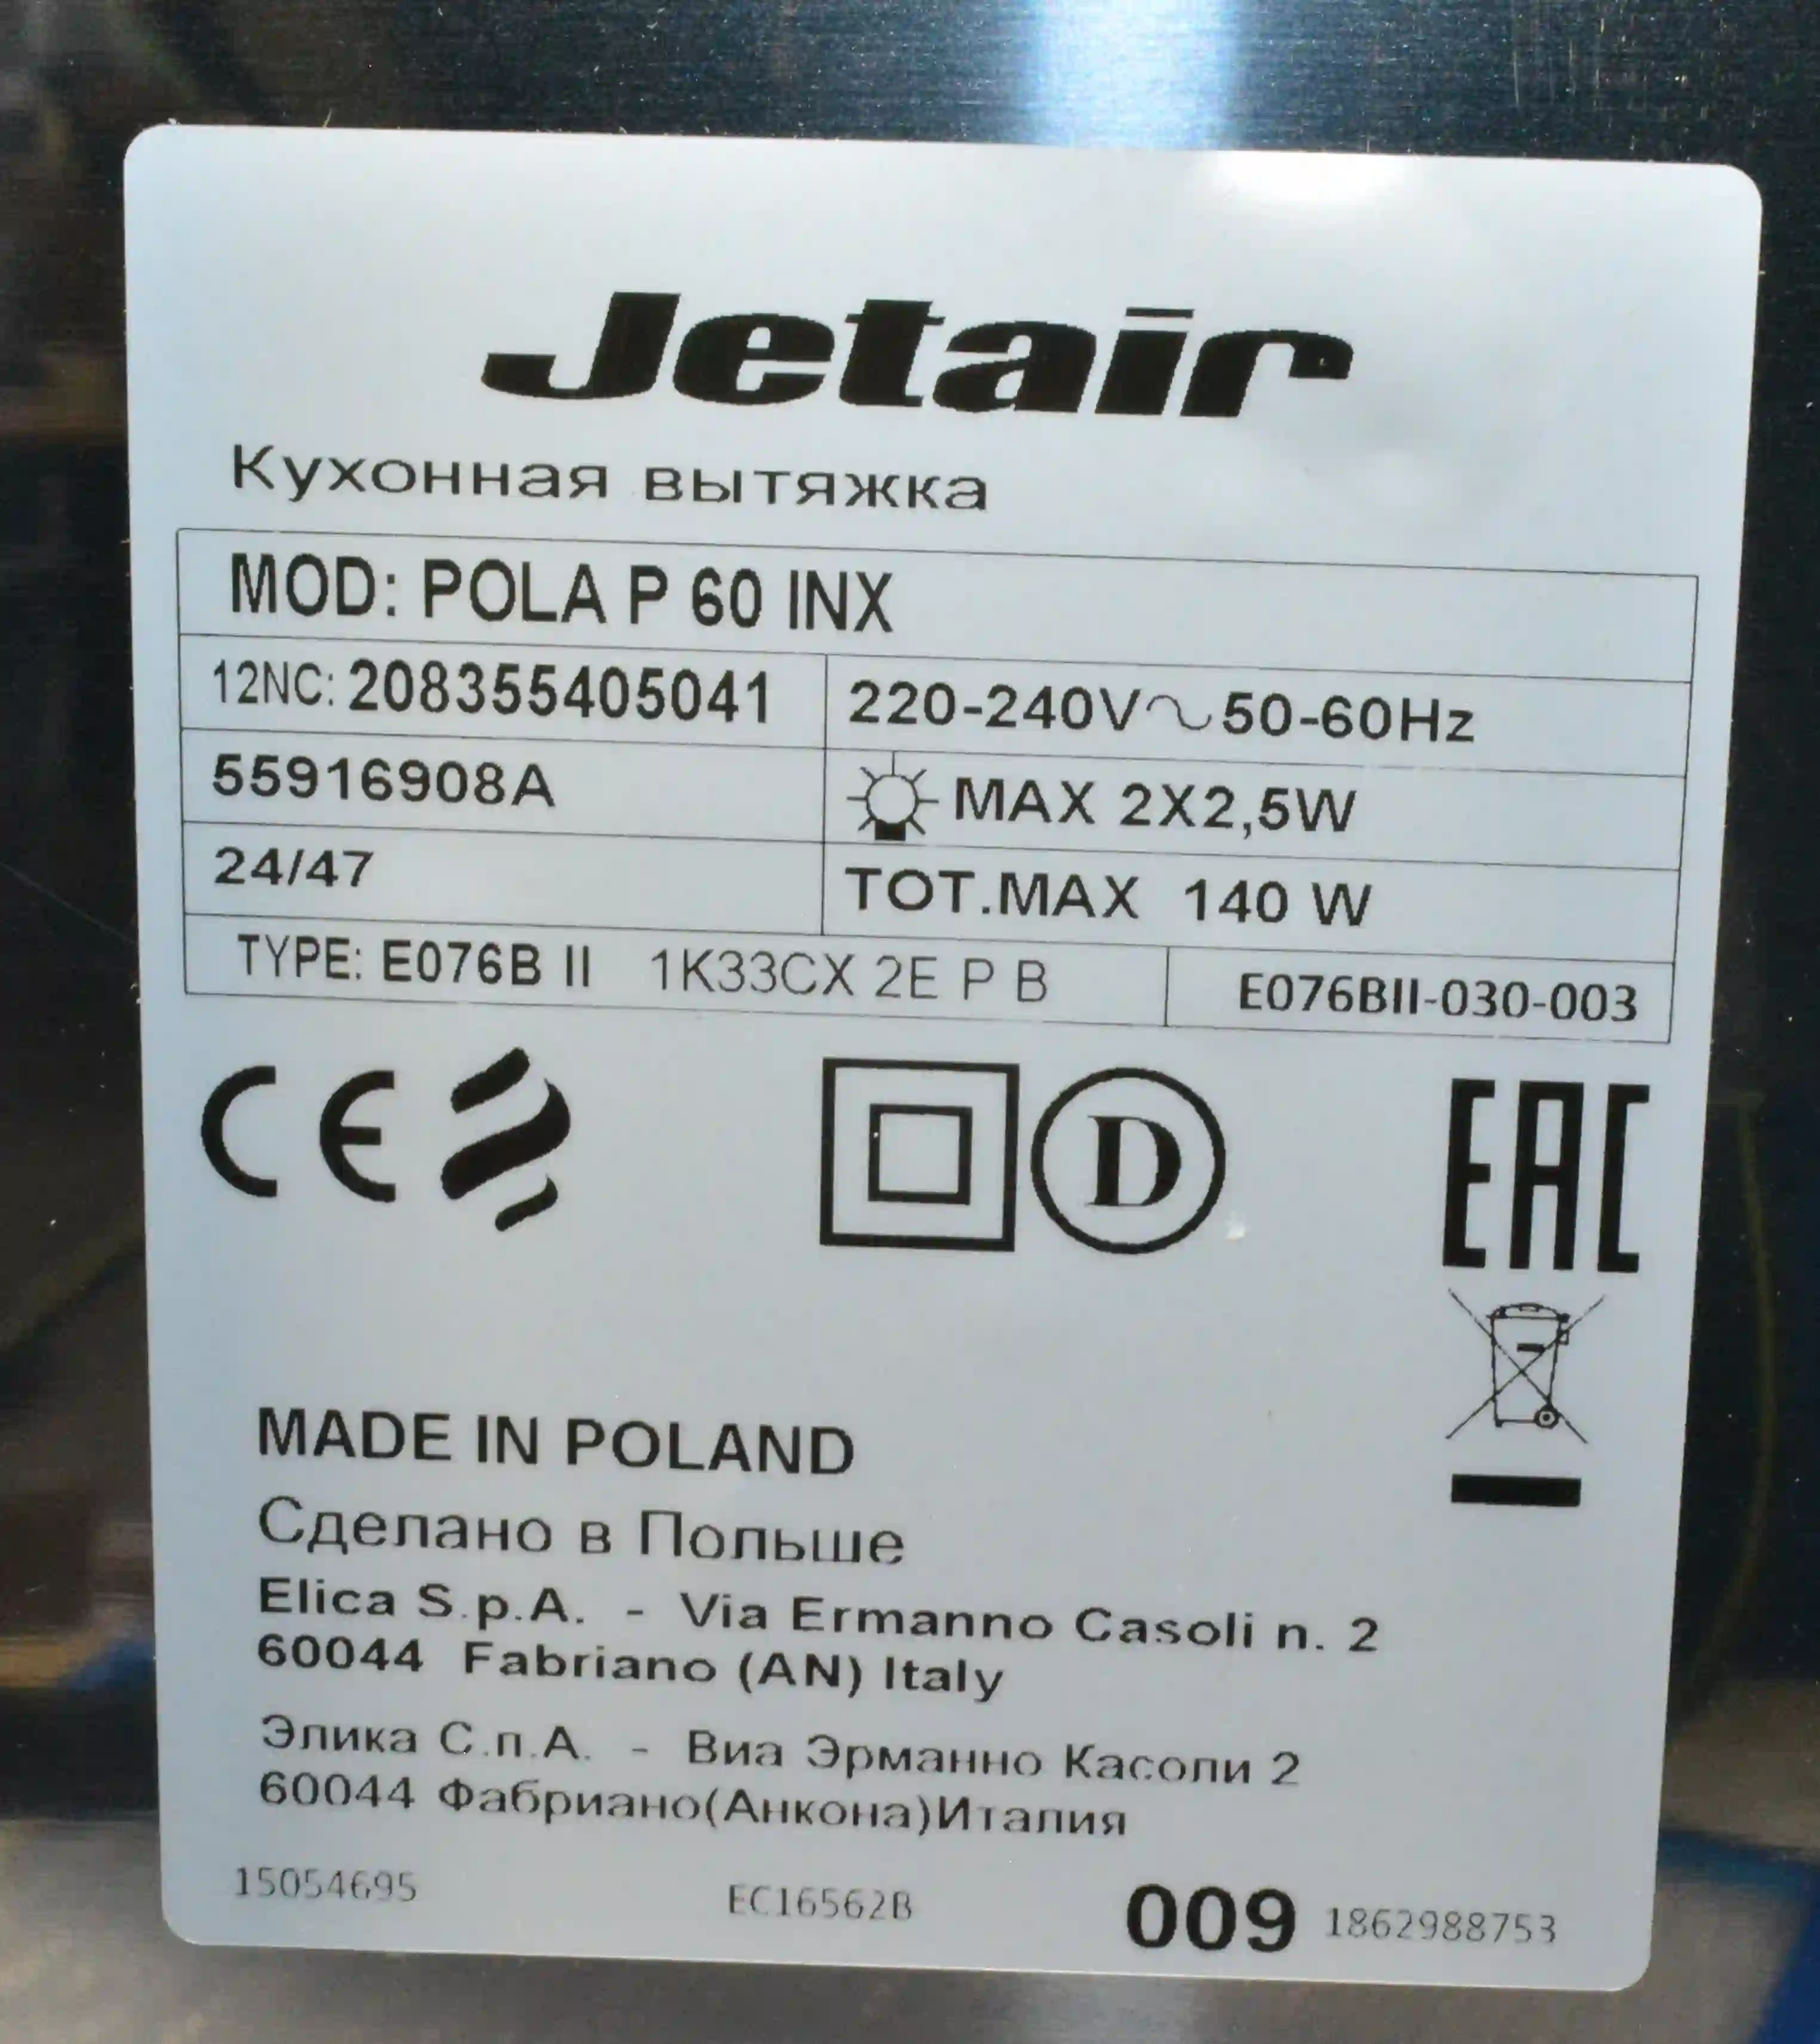 Jetair
Кухонная вытяжка
MOD: POLA P 60 INX
12NC: 208355405041 220-240V~50-60Hz
55916908A MAX 2X2,5W
24/47 TOT.MAX 140 W
TYPE: E076B II 1K33CX 2E P B E076BII-030-003
CE D EAC
MADE IN POLAND
Сделано в Польше
Elica S.p.A. - Via Ermanno Casoli n. 2
60044 Fabriano (AN) Italy
Элика С.п.А. - Виа Эрманно Касоли 2
60044 Фабриано(Анкона)Италия
15054695 EC16562B 009 1862988753